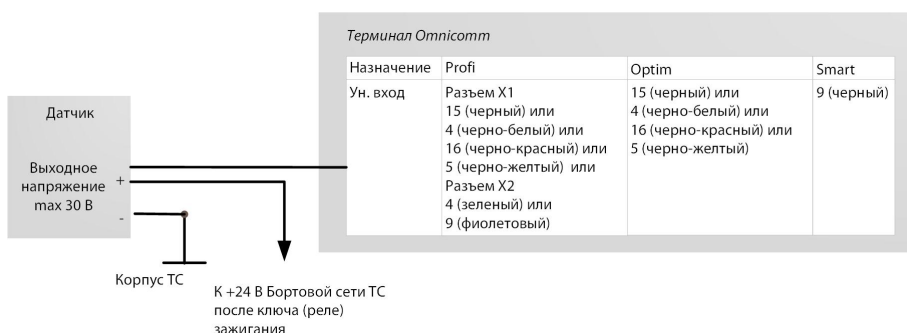 Терминал Omnicomm
Назначение Profi Optim Smart
Ун. вход
Разъем X1
15 (черный) или
4 (черно-белый) или
16 (черно-красный) или
5 (черно-желтый) или
Разъем X2
4 (зеленый) или
9 (фиолетовый)
15 (черный) или
4 (черно-белый) или
16 (черно-красный) или
5 (черно-желтый)
9 (черный)
Датчик
Выходное
напряжение
max 30 В
+
-
Корпус ТС
К +24 В Бортовой сети ТС
после ключа (реле)
зажигания